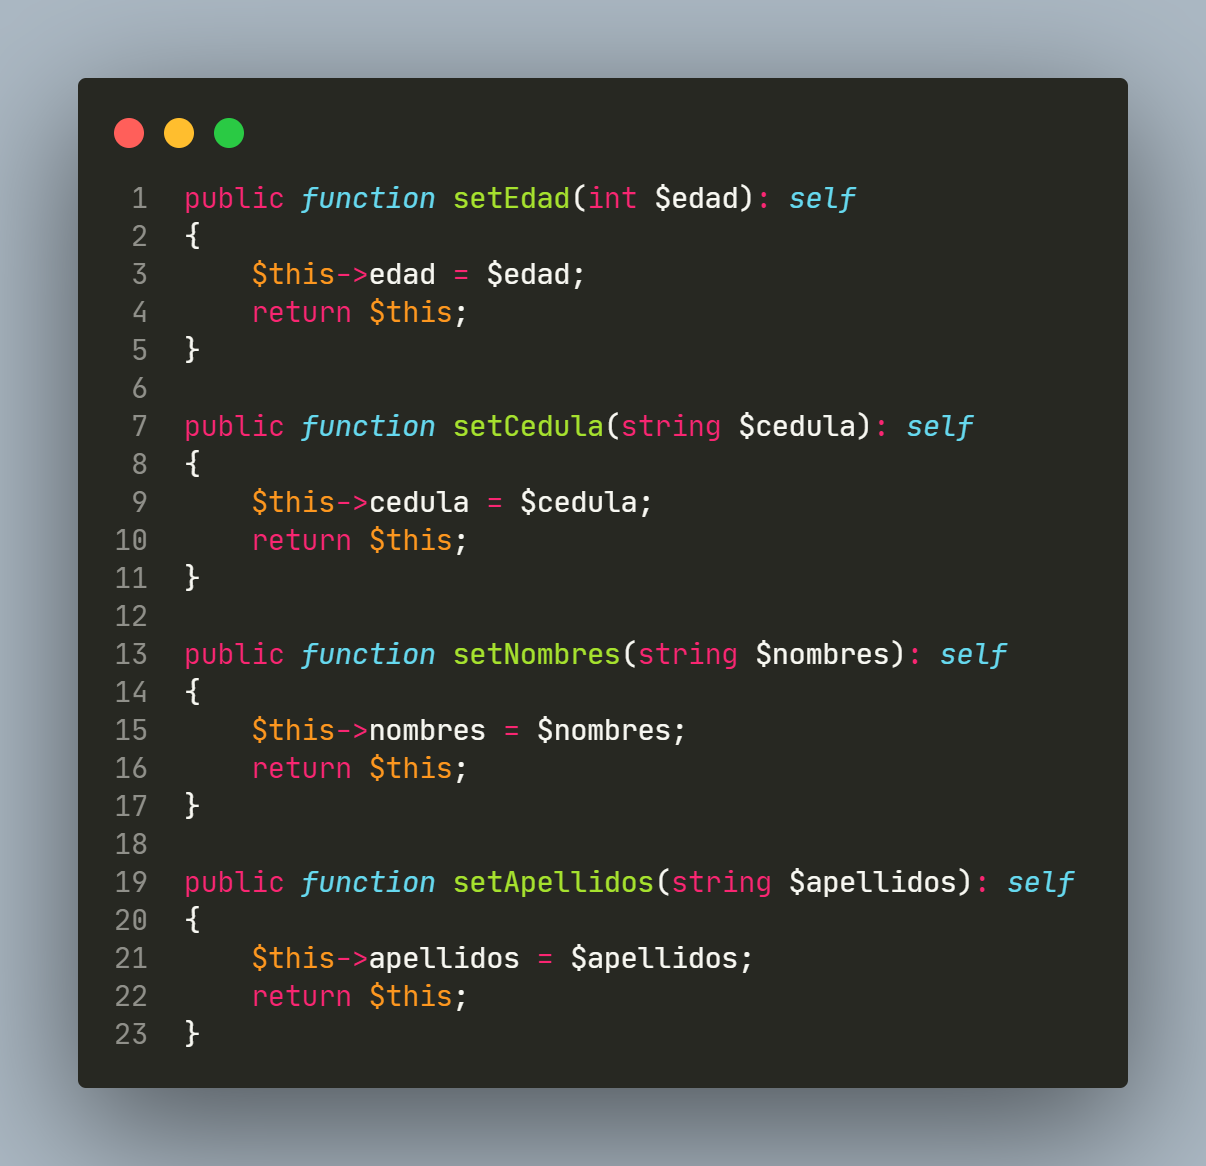 1 public function setEdad(int $edad): self
2 {
3     $this->edad = $edad;
4     return $this;
5 }
6
7 public function setCedula(string $cedula): self
8 {
9     $this->cedula = $cedula;
10     return $this;
11 }
12
13 public function setNombres(string $nombres): self
14 {
15     $this->nombres = $nombres;
16     return $this;
17 }
18
19 public function setApellidos(string $apellidos): self
20 {
21     $this->apellidos = $apellidos;
22     return $this;
23 }